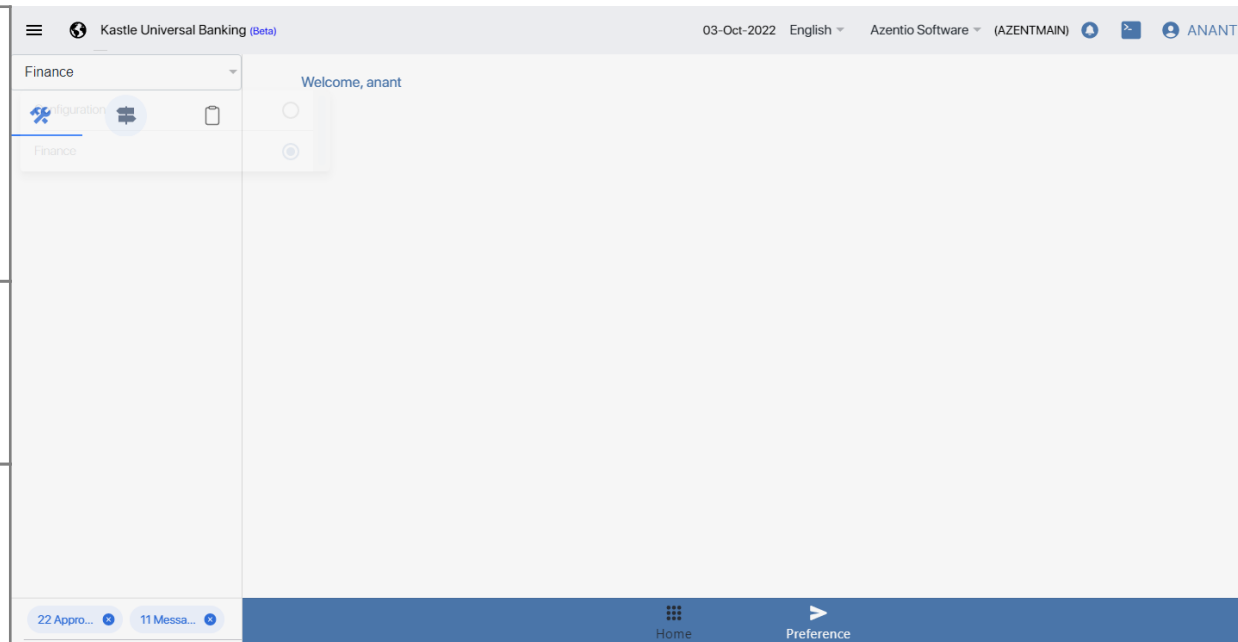 Kastle Universal Banking (Beta) 03-Oct-2022 English Azentio Software (AZENTMAIN) ANANT
Finance
Welcome, anant
figuration
Finance
22 Appro... 11 Messa...
Home Preference